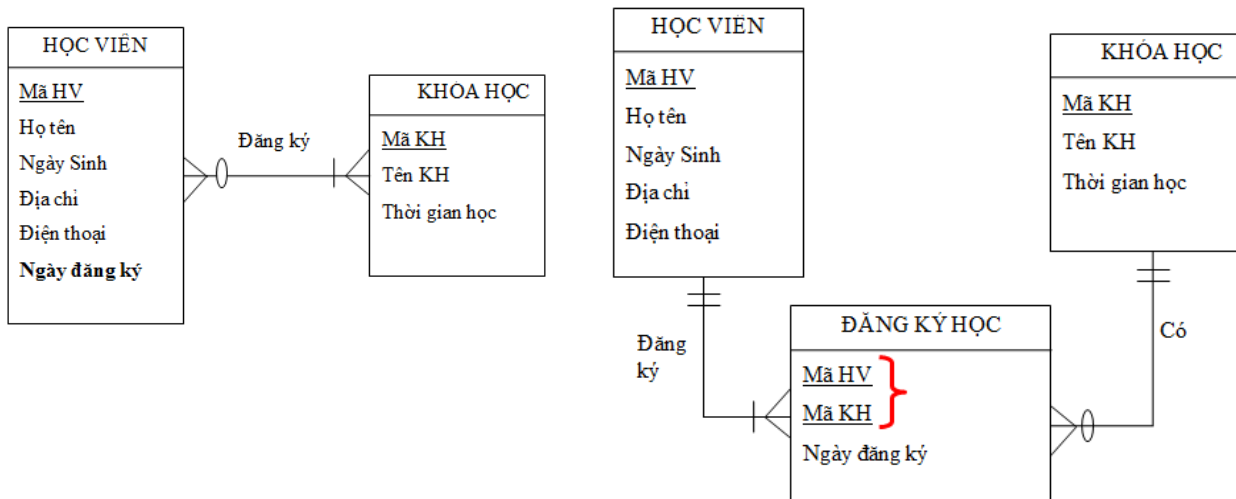 HỌC VIÊN
Mã HV
Họ tên
Ngày Sinh
Địa chỉ
Điện thoại
Ngày đăng ký
Đăng ký
KHÓA HỌC
Mã KH
Tên KH
Thời gian học
HỌC VIÊN
Mã HV
Họ tên
Ngày Sinh
Địa chỉ
Điện thoại
Đăng
ký
ĐĂNG KÝ HỌC
Mã HV
Mã KH
Ngày đăng ký
Có
KHÓA HỌC
Mã KH
Tên KH
Thời gian học